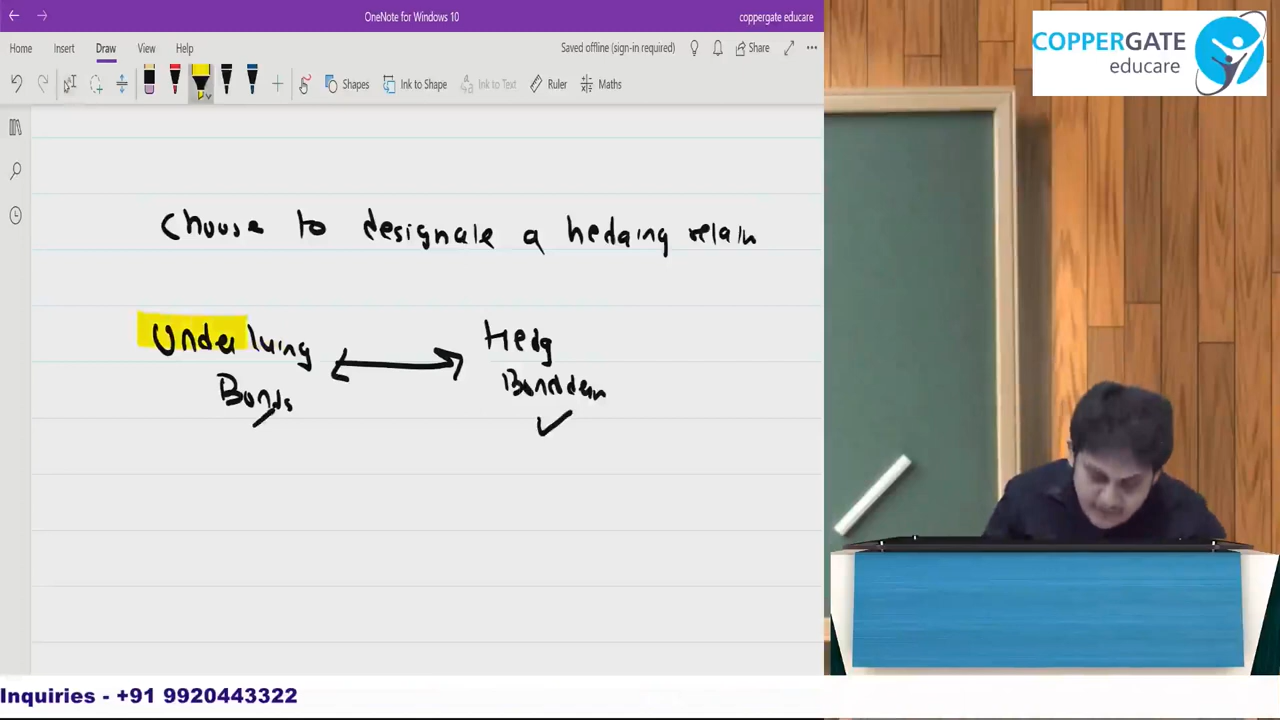 OneNote for Windows 10
coppergate educare
Home Insert Draw View Help
Saved offline (sign-in required) Share
Shapes Ink to Shape Ink to Text Ruler Maths
COPPERGATE
educare
choose to designate a hedging relain
Underlying Hedg
Bonds
Inquiries - +91 9920443322